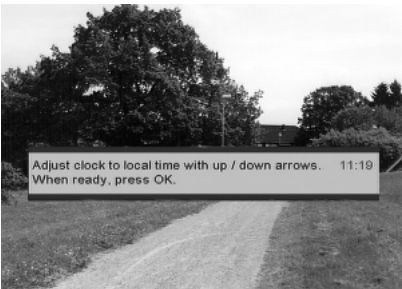 Adjust clock to local time with up / down arrows. 11:19
When ready, press OK.